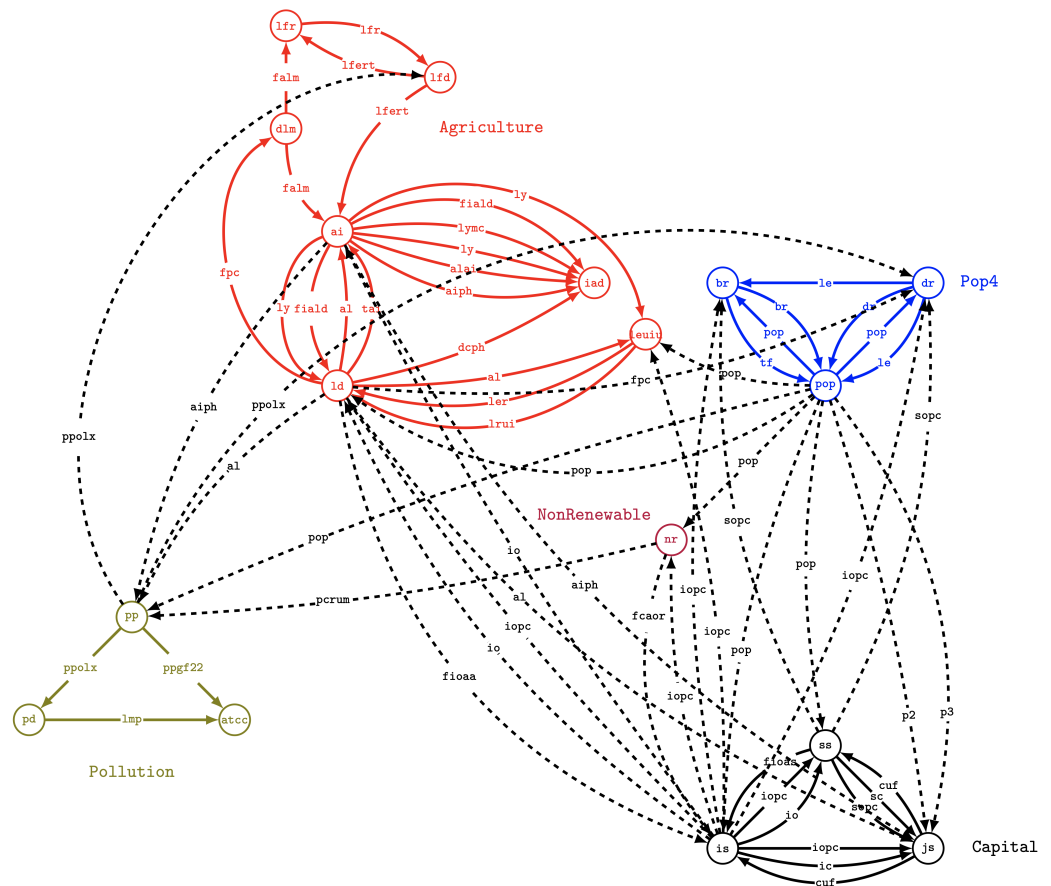 lfr
lfr
lfert
lfd
falm
lfert
dlm
Agriculture
falm
ly
fiald
ai
lymc
ly
alai
fpc
iad
aiph
br
le
dr
Pop4
ly
fiald
al
tai
br
dr
leuiu
pop
pop
dcph
tf
le
al
pop
fpc
ld
pop
ler
aiph
ppolx
sopc
lrui
ppolx
al
pop
pop
NonRenewable
sopc
pop
nr
io
pop
iopc
aiph
iopc
al
pcrum
fcaor
pp
iopc
iopc
io
pop
ppolx
ppgf22
fioaa
iopc
pd
lmp
atcc
p2
p3
ss
fioas
Pollution
cuf
iopc
sc
sopc
io
is
iopc
js
Capital
ic
cuf